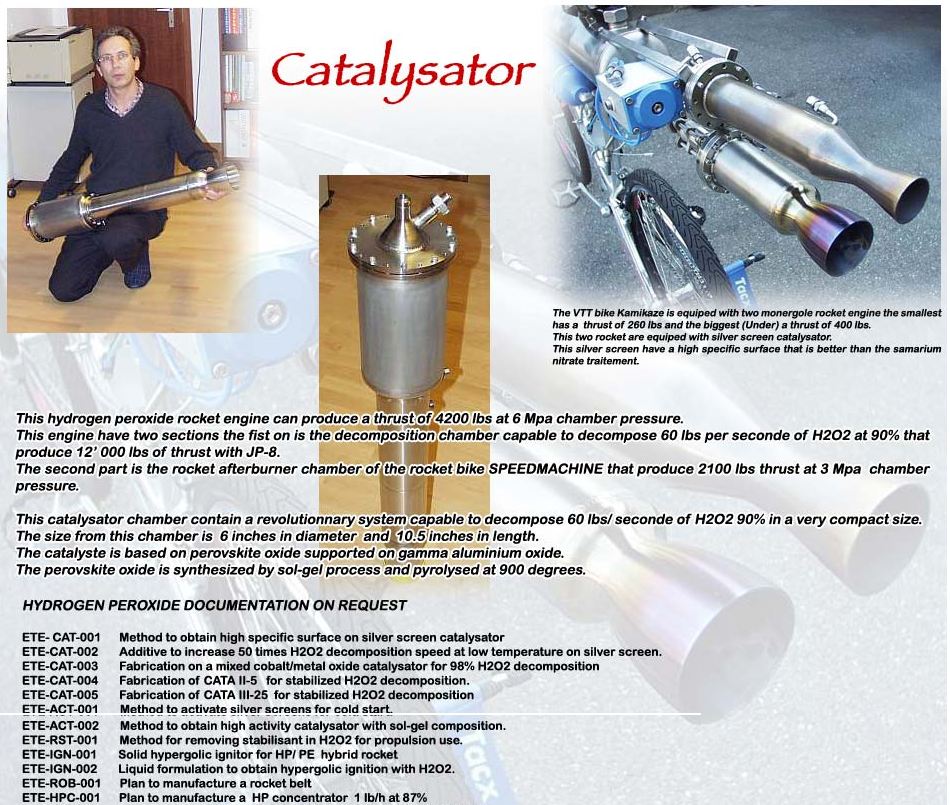 Catalysator
Tacx
The VTT bike Kamikaze is equiped with two monergole rocket engine the smallest
has a thrust of 260 lbs and the biggest (Under) a thrust of 400 lbs.
This two rocket are equiped with silver screen catalysator.
This silver screen have a high specific surface that is better than the samarium
nitrate traitement.
This hydrogen peroxide rocket engine can produce a thrust of 4200 lbs at 6 Mpa chamber pressure.
This engine have two sections the fist on is the decomposition chamber capable to decompose 60 lbs per seconde of H2O2 at 90% that
produce 12' 000 lbs of thrust with JP-8.
The second part is the rocket afterburner chamber of the rocket bike SPEEDMACHINE that produce 2100 lbs thrust at 3 Mpa chamber
pressure.
This catalysator chamber contain a revolutionnary system capable to decompose 60 lbs/ seconde of H2O2 90% in a very compact size.
The size from this chamber is 6 inches in diameter and 10.5 inches in length.
The catalyste is based on perovskite oxide supported on gamma aluminium oxide.
The perovskite oxide is synthesized by sol-gel process and pyrolysed at 900 degrees.
HYDROGEN PEROXIDE DOCUMENTATION ON REQUEST
ETE- CAT-001 Method to obtain high specific surface on silver screen catalysator
ETE-CAT-002 Additive to increase 50 times H2O2 decomposition speed at low temperature on silver screen.
ETE-CAT-003 Fabrication on a mixed cobalt/metal oxide catalysator for 98% H2O2 decomposition
ETE-CAT-004 Fabrication of CATA II-5 for stabilized H2O2 decomposition.
ETE-CAT-005 Fabrication of CATA III-25 for stabilized H2O2 decomposition
ETE-ACT-001 Method to activate silver screens for cold start.
ETE-ACT-002 Method to obtain high activity catalysator with sol-gel composition.
ETE-RST-001 Method for removing stabilisant in H2O2 for propulsion use.
ETE-IGN-001 Solid hypergolic ignitor for HP/ PE hybrid rocket
ETE-IGN-002 Liquid formulation to obtain hypergolic ignition with H2O2.
ETE-ROB-001 Plan to manufacture a rocket belt
ETE-HPC-001 Plan to manufacture a HP concentrator 1 lb/h at 87%
Tacx